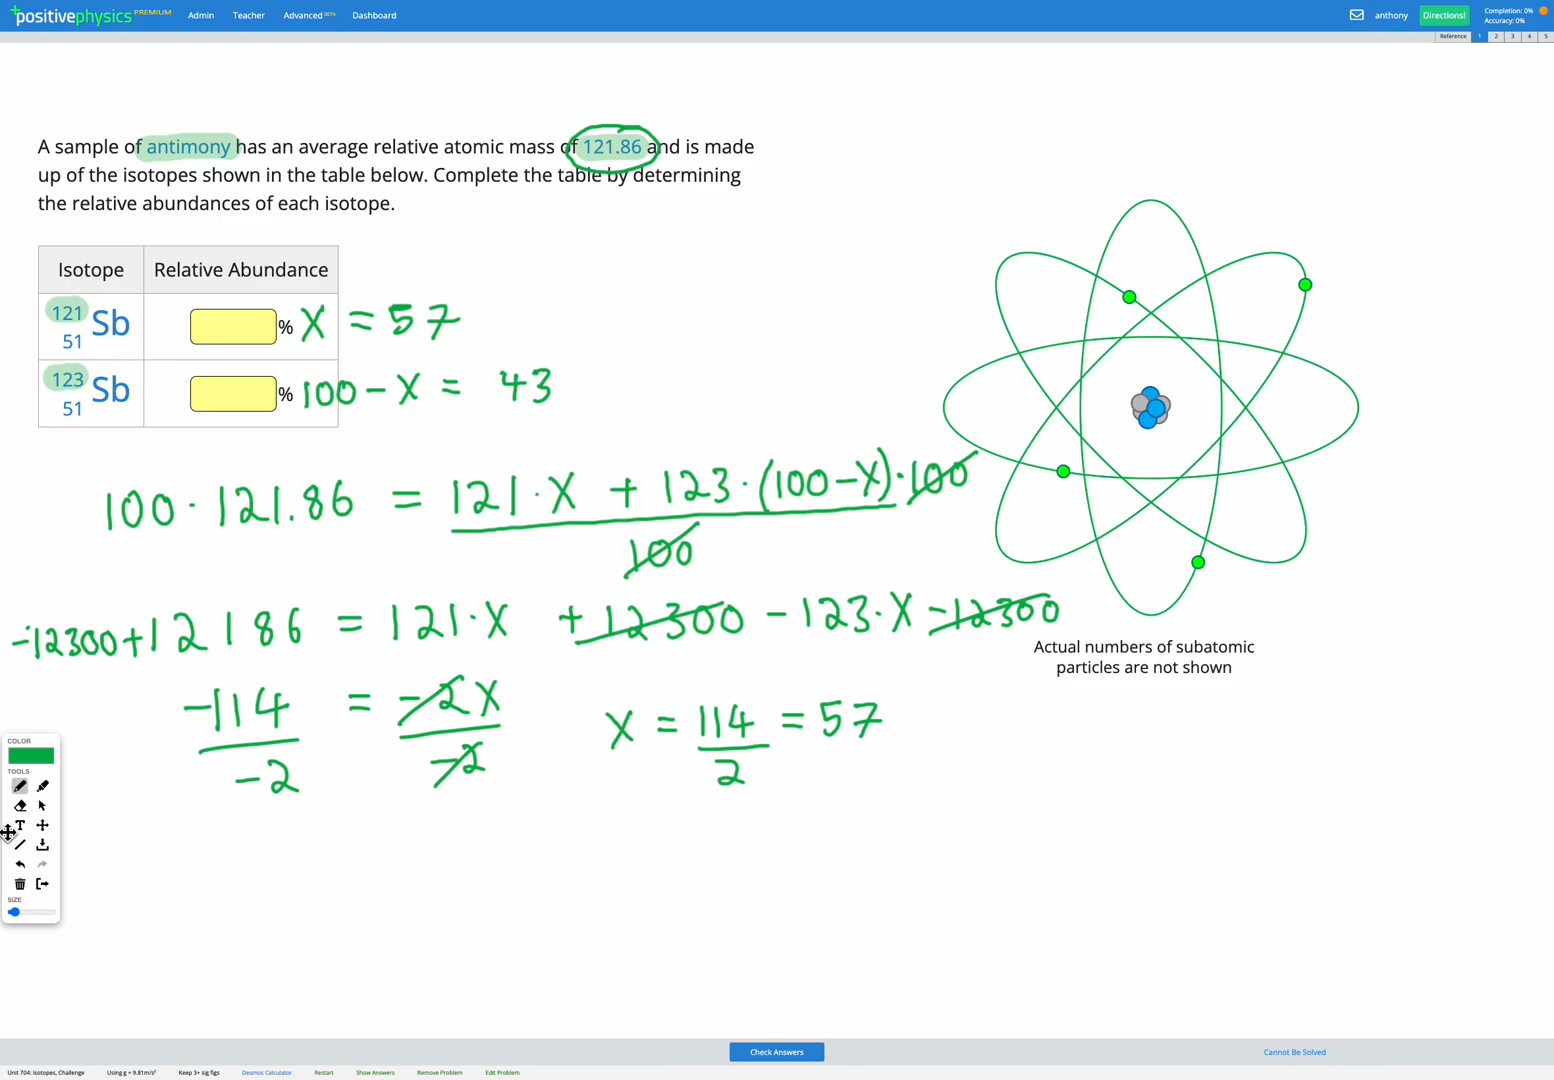 +positivephysics PREMIUM Admin Teacher Advanced BETA Dashboard anthony Directions! Completion: 0%
Accuracy: 0%
Reference 1 2 3 4 5
A sample of antimony has an average relative atomic mass of 121.86 and is made
up of the isotopes shown in the table below. Complete the table by determining
the relative abundances of each isotope.
Isotope Relative Abundance
121 51 Sb % X = 57
123 51 Sb % 100 - X = 43
100 · 121.86 = 121 · X + 123 · (100 - X) · 100
100
-12300 + 12186 = 121 · X + 12300 - 123 · X - 12300
-114 = -2X X = 114 = 57
-2 -2 2
Actual numbers of subatomic
particles are not shown
COLOR
TOOLS
T
SIZE
Check Answers Cannot Be Solved
Unit 704: Isotopes, Challenge Using g = 9.81m/s² Keep 3+ sig figs Desmos Calculator Restart Show Answers Remove Problem Edit Problem